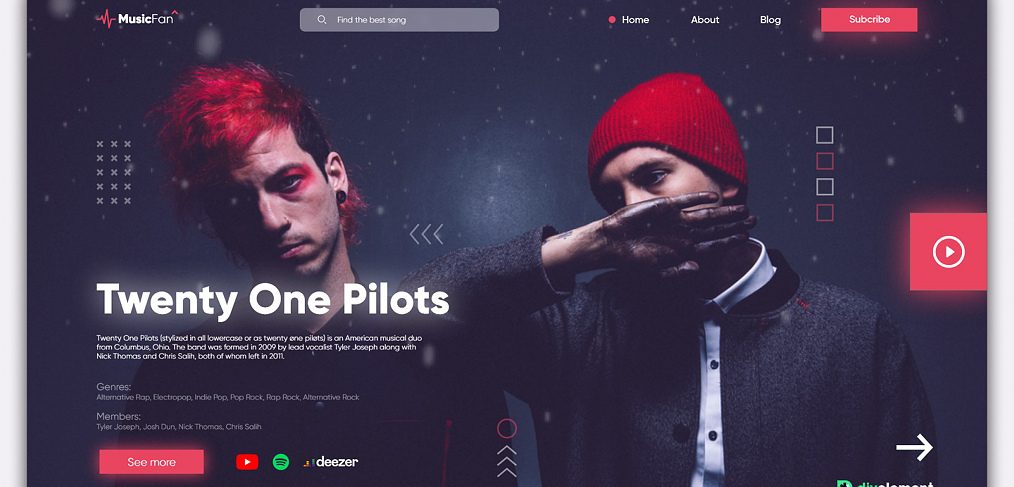 MusicFan
Find the best song
Home
About
Blog
Subcribe
Twenty One Pilots
Twenty One Pilots (stylized in all lowercase or as twenty øne piløts) is an American musical duo
from Columbus, Ohio. The band was formed in 2009 by lead vocalist Tyler Joseph along with
Nick Thomas and Chris Salih, both of whom left in 2011.
Genres:
Alternative Rap, Electropop, Indie Pop, Pop Rock, Rap Rock, Alternative Rock
Members:
Tyler Joseph, Josh Dun, Nick Thomas, Chris Salih
See more
deezer